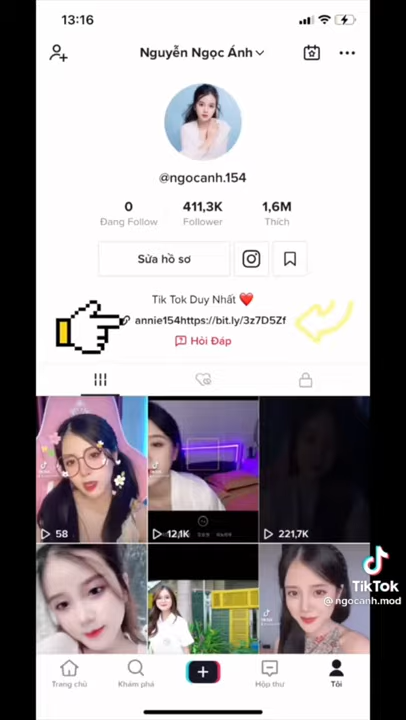 13:16
Nguyễn Ngọc Ánh
@ngocanh.154
0 411,3K 1,6M
Đang Follow Follower Thích
Sửa hồ sơ
Tik Tok Duy Nhất ❤️
annie154https://bit.ly/3z7D5Zf
Hỏi Đáp
58 12,1K 221,7K
TikTok
@ngocanh.mod
Trang chủ Khám phá Hộp thư Tôi